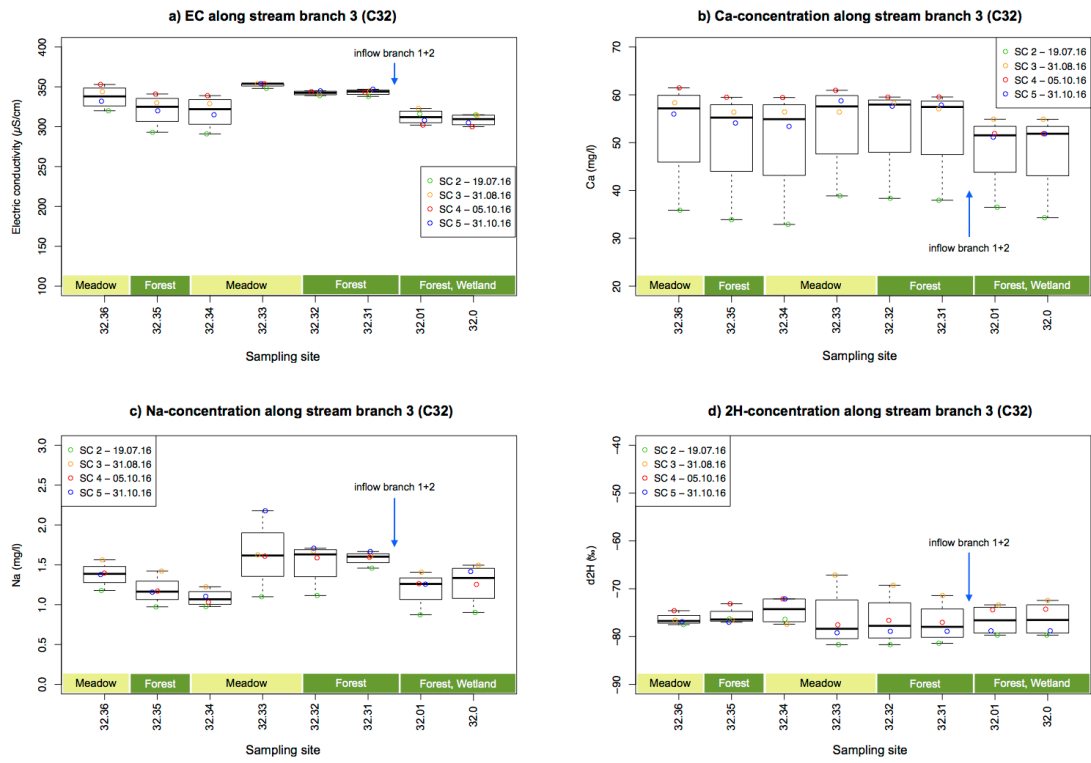 a) EC along stream branch 3 (C32)
Electric conductivity (µS/cm)
400
350
300
250
200
150
100
inflow branch 1+2
SC 2 – 19.07.16
SC 3 – 31.08.16
SC 4 – 05.10.16
SC 5 – 31.10.16
Meadow Forest Meadow Forest Forest, Wetland
32.36 32.35 32.34 32.33 32.32 32.31 32.01 32.0
Sampling site
b) Ca-concentration along stream branch 3 (C32)
Ca (mg/l)
70
60
50
40
30
20
SC 2 – 19.07.16
SC 3 – 31.08.16
SC 4 – 05.10.16
SC 5 – 31.10.16
inflow branch 1+2
Meadow Forest Meadow Forest Forest, Wetland
32.36 32.35 32.34 32.33 32.32 32.31 32.01 32.0
Sampling site
c) Na-concentration along stream branch 3 (C32)
Na (mg/l)
3.0
2.5
2.0
1.5
1.0
0.5
0.0
SC 2 – 19.07.16
SC 3 – 31.08.16
SC 4 – 05.10.16
SC 5 – 31.10.16
inflow branch 1+2
Meadow Forest Meadow Forest Forest, Wetland
32.36 32.35 32.34 32.33 32.32 32.31 32.01 32.0
Sampling site
d) 2H-concentration along stream branch 3 (C32)
d2H (‰)
−40
−50
−60
−70
−80
−90
SC 2 – 19.07.16
SC 3 – 31.08.16
SC 4 – 05.10.16
SC 5 – 31.10.16
inflow branch 1+2
Meadow Forest Meadow Forest Forest, Wetland
32.36 32.35 32.34 32.33 32.32 32.31 32.01 32.0
Sampling site